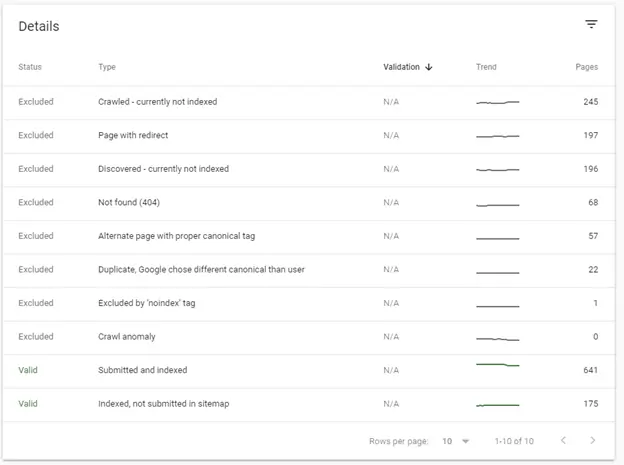 Details
Status Type Validation Trend Pages
Excluded Crawled - currently not indexed N/A 245
Excluded Page with redirect N/A 197
Excluded Discovered - currently not indexed N/A 196
Excluded Not found (404) N/A 68
Excluded Alternate page with proper canonical tag N/A 57
Excluded Duplicate, Google chose different canonical than user N/A 22
Excluded Excluded by 'noindex' tag N/A 1
Excluded Crawl anomaly N/A 0
Valid Submitted and indexed N/A 641
Valid Indexed, not submitted in sitemap N/A 175
Rows per page: 10 1-10 of 10